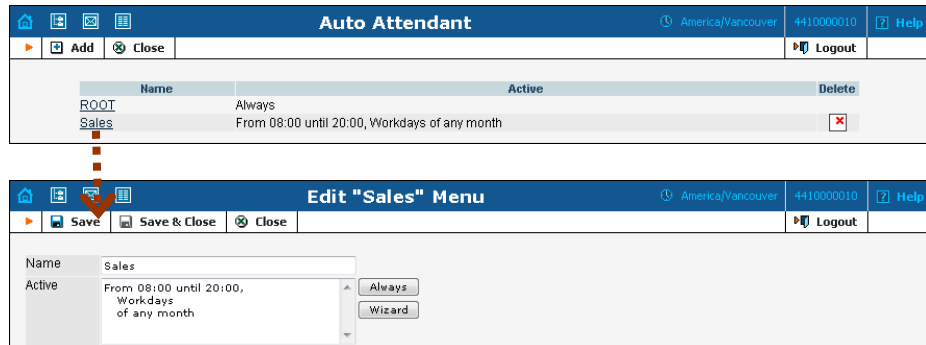 Auto Attendant America/Vancouver 4410000010 ? Help
Add Close Logout
Name Active Delete
ROOT Always
Sales From 08:00 until 20:00, Workdays of any month
Edit "Sales" Menu America/Vancouver 4410000010 ? Help
Save Save & Close Close Logout
Name Sales
Active From 08:00 until 20:00, Always
Workdays
of any month Wizard